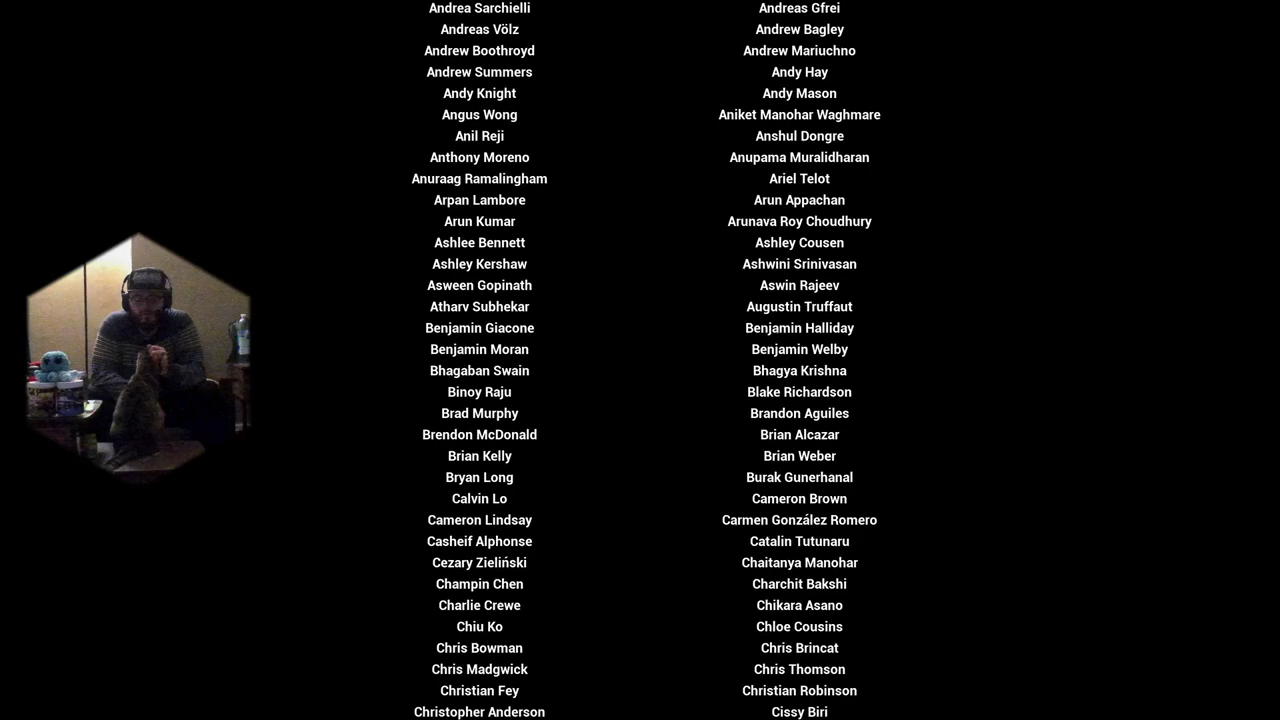 Andrea Sarchielli Andreas Gfrei
Andreas Völz Andrew Bagley
Andrew Boothroyd Andrew Mariuchno
Andrew Summers Andy Hay
Andy Knight Andy Mason
Angus Wong Aniket Manohar Waghmare
Anil Reji Anshul Dongre
Anthony Moreno Anupama Muralidharan
Anuraag Ramalingham Ariel Telot
Arpan Lambore Arun Appachan
Arun Kumar Arunava Roy Choudhury
Ashlee Bennett Ashley Cousen
Ashley Kershaw Ashwini Srinivasan
Asween Gopinath Aswin Rajeev
Atharv Subhekar Augustin Truffaut
Benjamin Giacone Benjamin Halliday
Benjamin Moran Benjamin Welby
Bhagaban Swain Bhagya Krishna
Binoy Raju Blake Richardson
Brad Murphy Brandon Aguiles
Brendon McDonald Brian Alcazar
Brian Kelly Brian Weber
Bryan Long Burak Gunerhanal
Calvin Lo Cameron Brown
Cameron Lindsay Carmen González Romero
Casheif Alphonse Catalin Tutunaru
Cezary Zieliński Chaitanya Manohar
Champin Chen Charchit Bakshi
Charlie Crewe Chikara Asano
Chiu Ko Chloe Cousins
Chris Bowman Chris Brincat
Chris Madgwick Chris Thomson
Christian Fey Christian Robinson
Christopher Anderson Cissy Biri